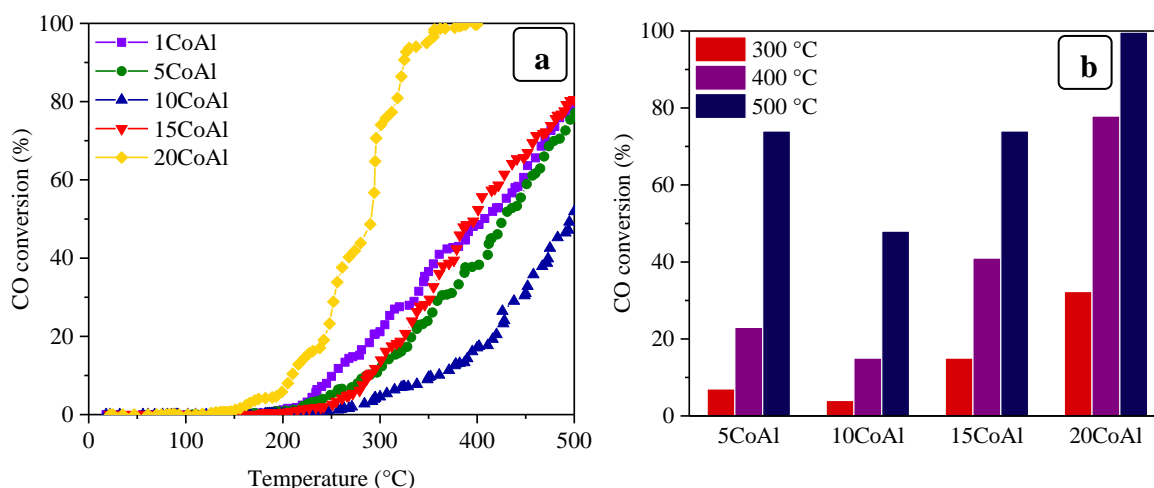 100
80
60
40
20
0
CO conversion (%)
1CoAl
5CoAl
10CoAl
15CoAl
20CoAl
a
0 100 200 300 400 500
Temperature (°C)
100
80
60
40
20
0
CO conversion (%)
300 °C
400 °C
500 °C
b
5CoAl 10CoAl 15CoAl 20CoAl